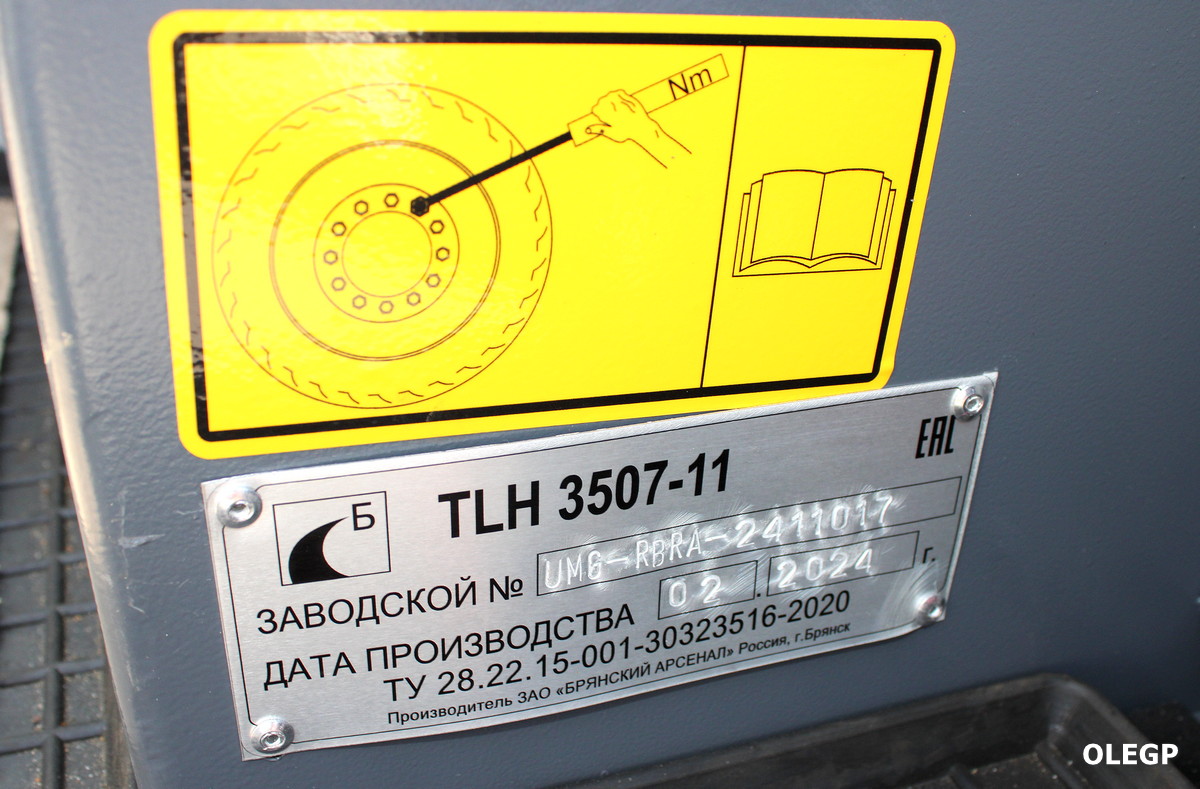 Nm
EAC
Б
TLH 3507-11
ЗАВОДСКОЙ № UMG-RBRA-2411017
ДАТА ПРОИЗВОДСТВА 02.2024 г.
ТУ 28.22.15-001-30323516-2020
Производитель ЗАО «БРЯНСКИЙ АРСЕНАЛ» Россия, г.Брянск
OLEGP